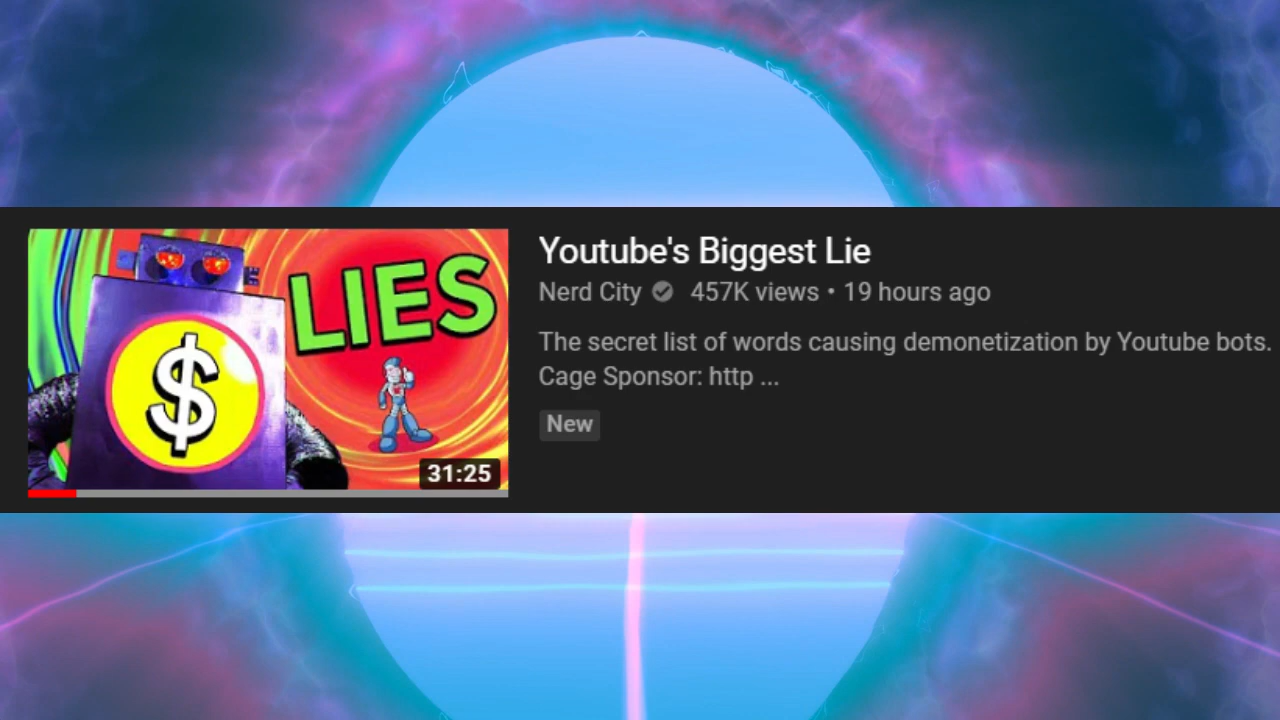 LIES
$
31:25
Youtube's Biggest Lie
Nerd City 457K views • 19 hours ago
The secret list of words causing demonetization by Youtube bots.
Cage Sponsor: http ...
New